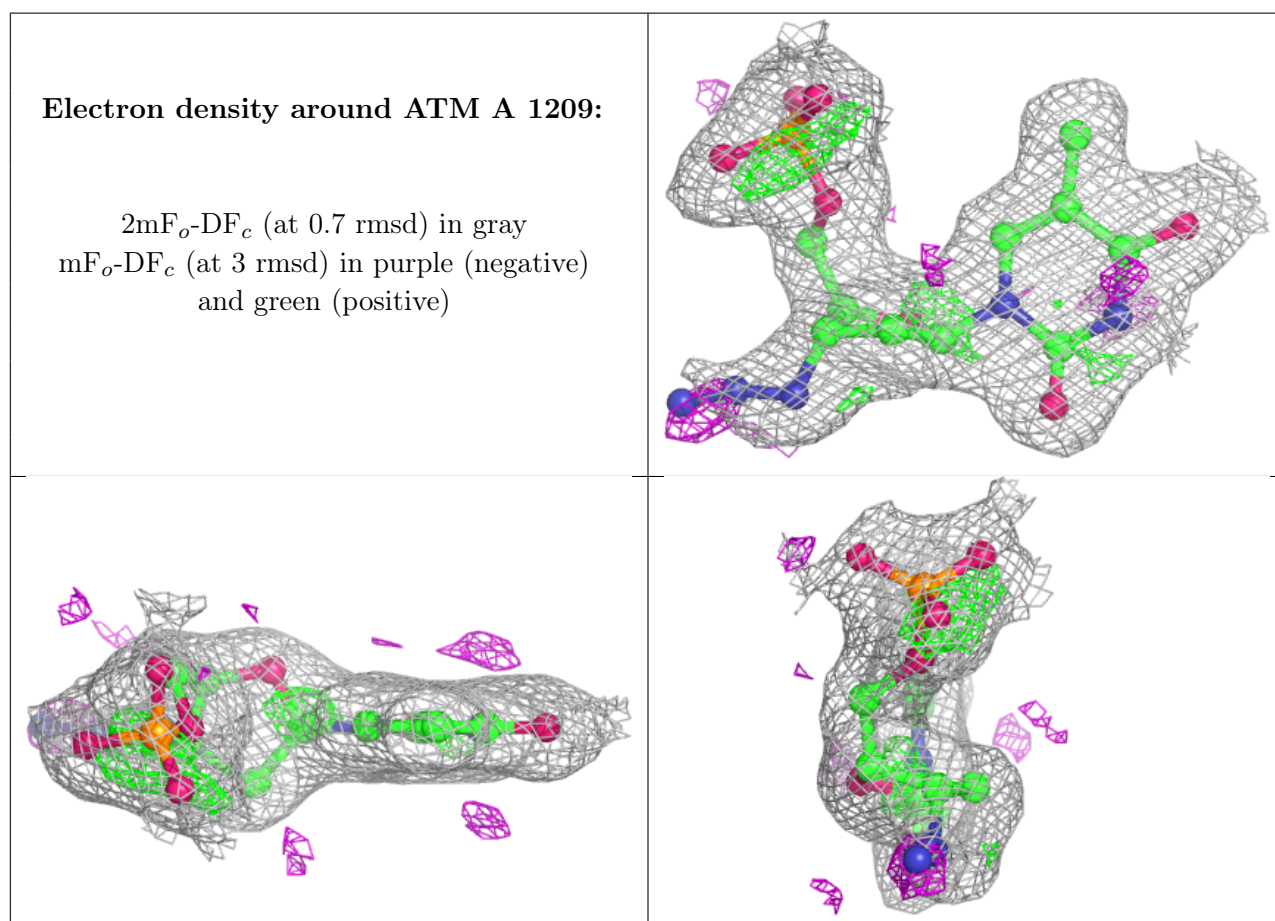 Electron density around ATM A 1209:
2mFo-DFc (at 0.7 rmsd) in gray
mFo-DFc (at 3 rmsd) in purple (negative)
and green (positive)